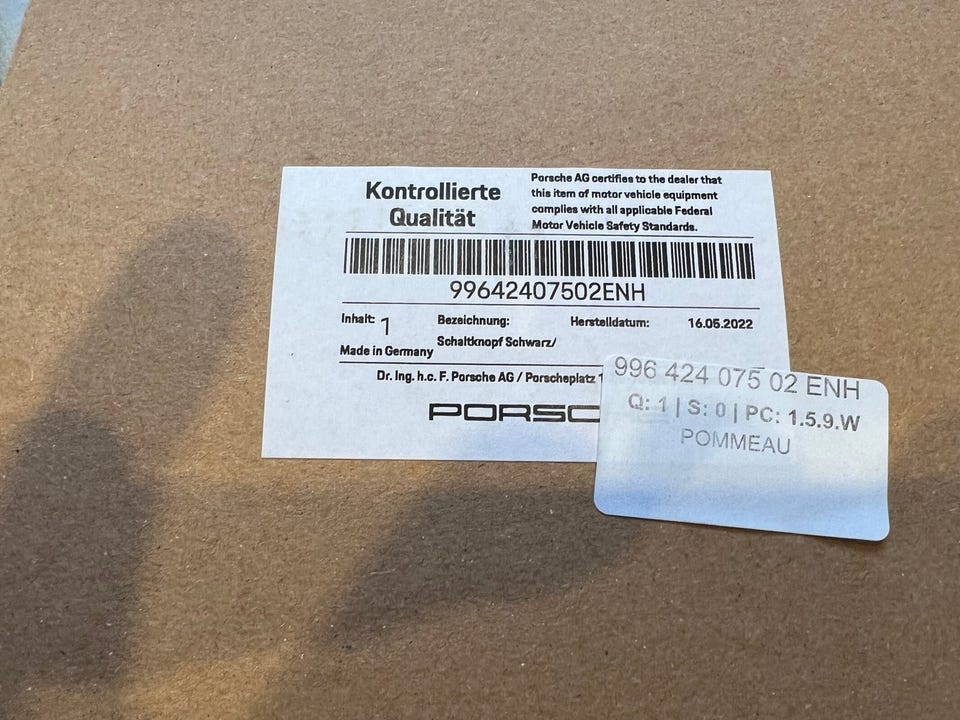 Kontrollierte
Qualität
Porsche AG certifies to the dealer that
this item of motor vehicle equipment
complies with all applicable Federal
Motor Vehicle Safety Standards.
99642407502ENH
Inhalt: 1 Bezeichnung: Herstelldatum: 16.05.2022
Schaltknopf Schwarz/
Made in Germany
Dr. Ing. h.c. F. Porsche AG / Porscheplatz 1
PORSC
996 424 075 02 ENH
Q: 1 | S: 0 | PC: 1.5.9.W
POMMEAU